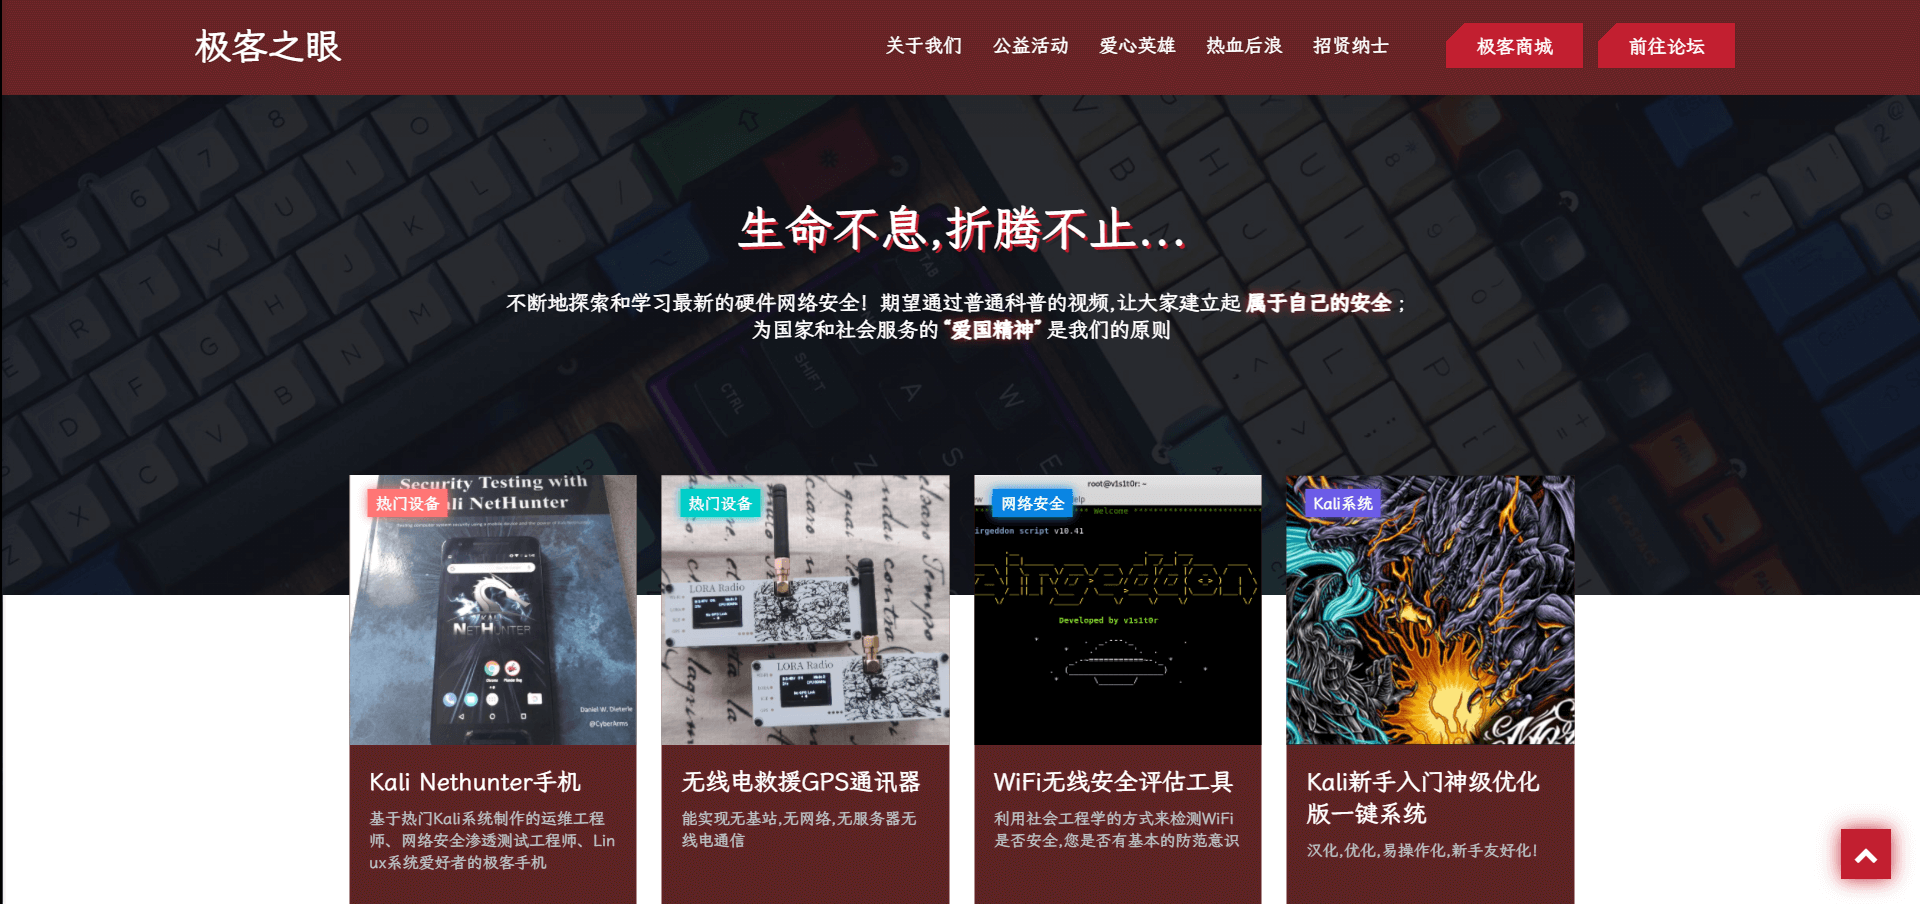 极客之眼
关于我们 公益活动 爱心英雄 热血后浪 招贤纳士 极客商城 前往论坛
生命不息,折腾不止...
不断地探索和学习最新的硬件网络安全！期望通过普通科普的视频,让大家建立起 属于自己的安全 ;
为国家和社会服务的 “爱国精神” 是我们的原则
热门设备
Security Testing with
Kali NetHunter
NETHUNTER
Daniel W. Dieterle
@CyberArms
Kali Nethunter手机
基于热门Kali系统制作的运维工程
师、网络安全渗透测试工程师、Lin
ux系统爱好者的极客手机
热门设备
LORA Radio
LORA Radio
无线电救援GPS通讯器
能实现无基站,无网络,无服务器无
线电通信
网络安全
root@v1s1t0r: ~
Welcome
irgeddon script v10.41
Developed by v1s1t0r
WiFi无线安全评估工具
利用社会工程学的方式来检测WiFi
是否安全,您是否有基本的防范意识
Kali系统
Kali新手入门神级优化
版一键系统
汉化,优化,易操作化,新手友好化!